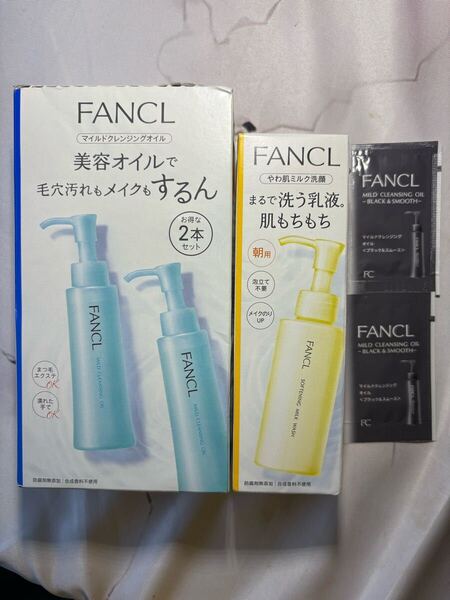 FANCL
マイルドクレンジングオイル
美容オイルで
毛穴汚れもメイクもするん
お得な
2本
セット
FANCL
MILD CLEANSING OIL
FANCL
MILD CLEANSING OIL
まつ毛
エクステ
OK
濡れた
手で
OK
防腐剤無添加 | 合成香料不使用
FANCL
やわ肌ミルク洗顔
まるで洗う乳液。
肌もちもち
朝用
泡立て
不要
メイクのり
UP
FANCL
SOFTENING MILK WASH
防腐剤無添加 | 合成香料不使用
FANCL
MILD CLEANSING OIL
–BLACK & SMOOTH–
マイルドクレンジング
オイル
<ブラック&スムース>
FC
FANCL
MILD CLEANSING OIL
–BLACK & SMOOTH–
マイルドクレンジング
オイル
<ブラック&スムース>
FC